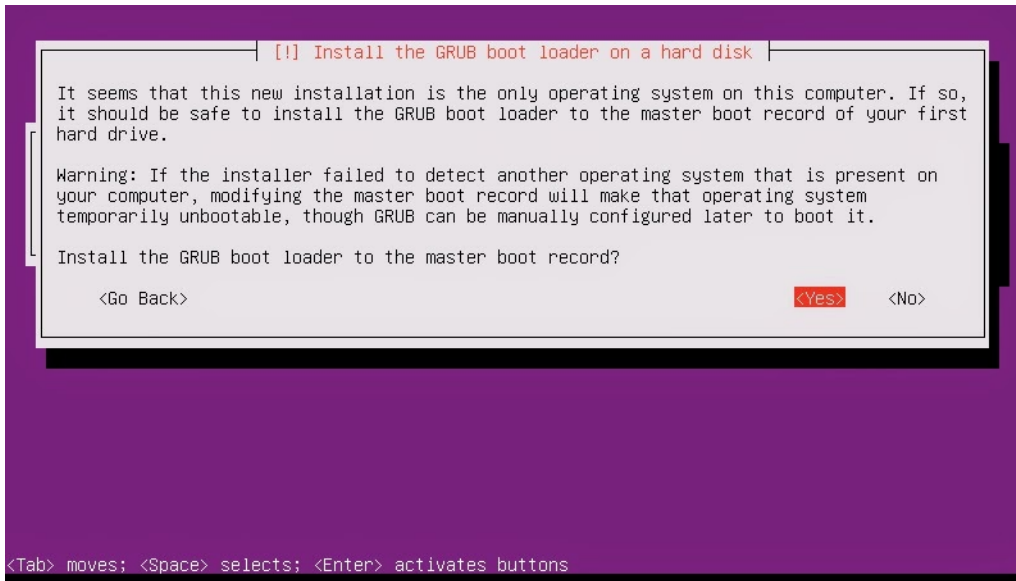 [!] Install the GRUB boot loader on a hard disk
It seems that this new installation is the only operating system on this computer. If so,
it should be safe to install the GRUB boot loader to the master boot record of your first
hard drive.
Warning: If the installer failed to detect another operating system that is present on
your computer, modifying the master boot record will make that operating system
temporarily unbootable, though GRUB can be manually configured later to boot it.
Install the GRUB boot loader to the master boot record?
<Go Back> <Yes> <No>
<Tab> moves; <Space> selects; <Enter> activates buttons